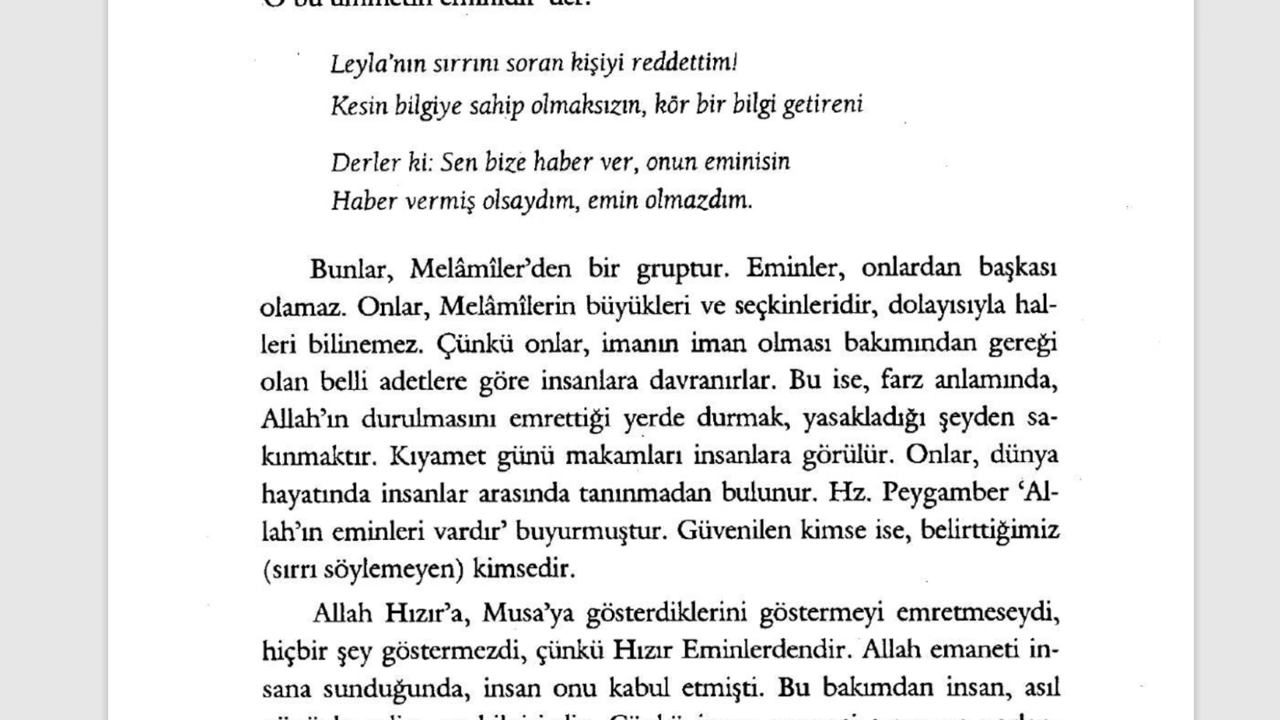 O bu ümmetin eminidir' der.
Leyla'nın sırrını soran kişiyi reddettim!
Kesin bilgiye sahip olmaksızın, kör bir bilgi getireni
Derler ki: Sen bize haber ver, onun eminisin
Haber vermiş olsaydım, emin olmazdım.
Bunlar, Melâmîler'den bir gruptur. Eminler, onlardan başkası
olamaz. Onlar, Melâmîlerin büyükleri ve seçkinleridir, dolayısıyla hal-
leri bilinemez. Çünkü onlar, imanın iman olması bakımından gereği
olan belli adetlere göre insanlara davranırlar. Bu ise, farz anlamında,
Allah'ın durulmasını emrettiği yerde durmak, yasakladığı şeyden sa-
kınmaktır. Kıyamet günü makamları insanlara görülür. Onlar, dünya
hayatında insanlar arasında tanınmadan bulunur. Hz. Peygamber 'Al-
lah'ın eminleri vardır' buyurmuştur. Güvenilen kimse ise, belirttiğimiz
(sırrı söylemeyen) kimsedir.
Allah Hızır'a, Musa'ya gösterdiklerini göstermeyi emretmeseydi,
hiçbir şey göstermezdi, çünkü Hızır Eminlerdendir. Allah emaneti in-
sana sunduğunda, insan onu kabul etmişti. Bu bakımdan insan, asıl